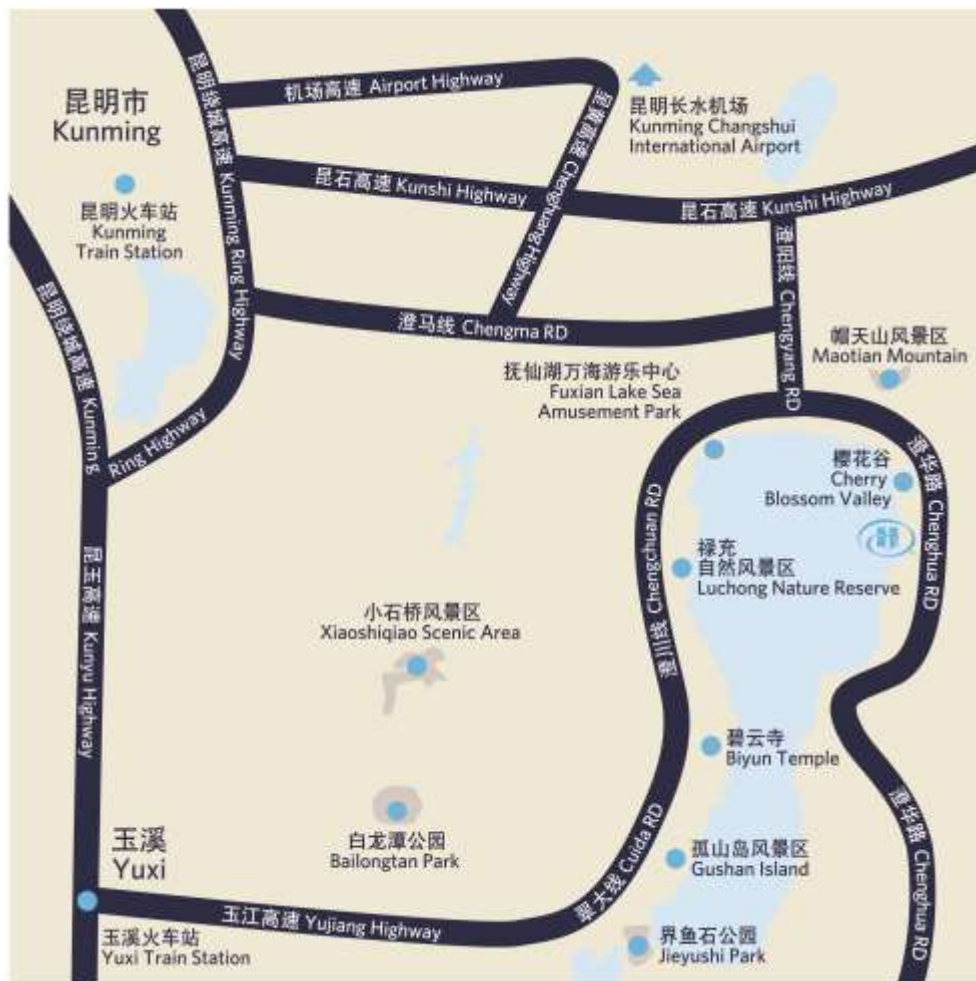 昆明市
Kunming
昆明火车站
Kunming
Train Station
昆明绕城高速 Kunming Ring Highway
机场高速 Airport Highway
昆明长水机场
Kunming Changshui
International Airport
Chenghuang Highway
昆石高速 Kunshi Highway
昆石高速 Kunshi Highway
澄阳线 Chengyang RD
澄马线 Chengma RD
昆明绕城高速 Kunming
Ring Highway
抚仙湖万海游乐中心
Fuxian Lake Sea
Amusement Park
帽天山风景区
Maotian Mountain
樱花谷
Cherry
Blossom Valley
澄华路 Chenghua RD
H
禄充
自然风景区
Luchong Nature Reserve
澄川线 Chengchuan RD
昆玉高速 Kunyu Highway
小石桥风景区
Xiaoshiqiao Scenic Area
碧云寺
Biyun Temple
白龙潭公园
Bailongtan Park
孤山岛风景区
Gushan Island
澄华路 Chenghua RD
翠大线 Cuida RD
玉溪
Yuxi
玉江高速 Yujiang Highway
玉溪火车站
Yuxi Train Station
界鱼石公园
Jieyushi Park